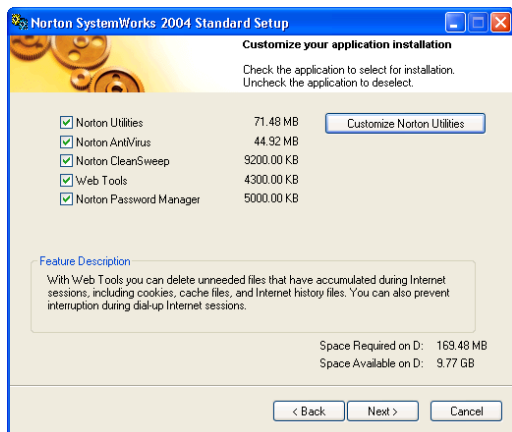 Norton SystemWorks 2004 Standard Setup
Customize your application installation
Check the application to select for installation.
Uncheck the application to deselect.
Norton Utilities 71.48 MB Customize Norton Utilities
Norton AntiVirus 44.92 MB
Norton CleanSweep 9200.00 KB
Web Tools 4300.00 KB
Norton Password Manager 5000.00 KB
Feature Description
With Web Tools you can delete unneeded files that have accumulated during Internet
sessions, including cookies, cache files, and Internet history files. You can also prevent
interruption during dial-up Internet sessions.
Space Required on D: 169.48 MB
Space Available on D: 9.77 GB
< Back Next > Cancel